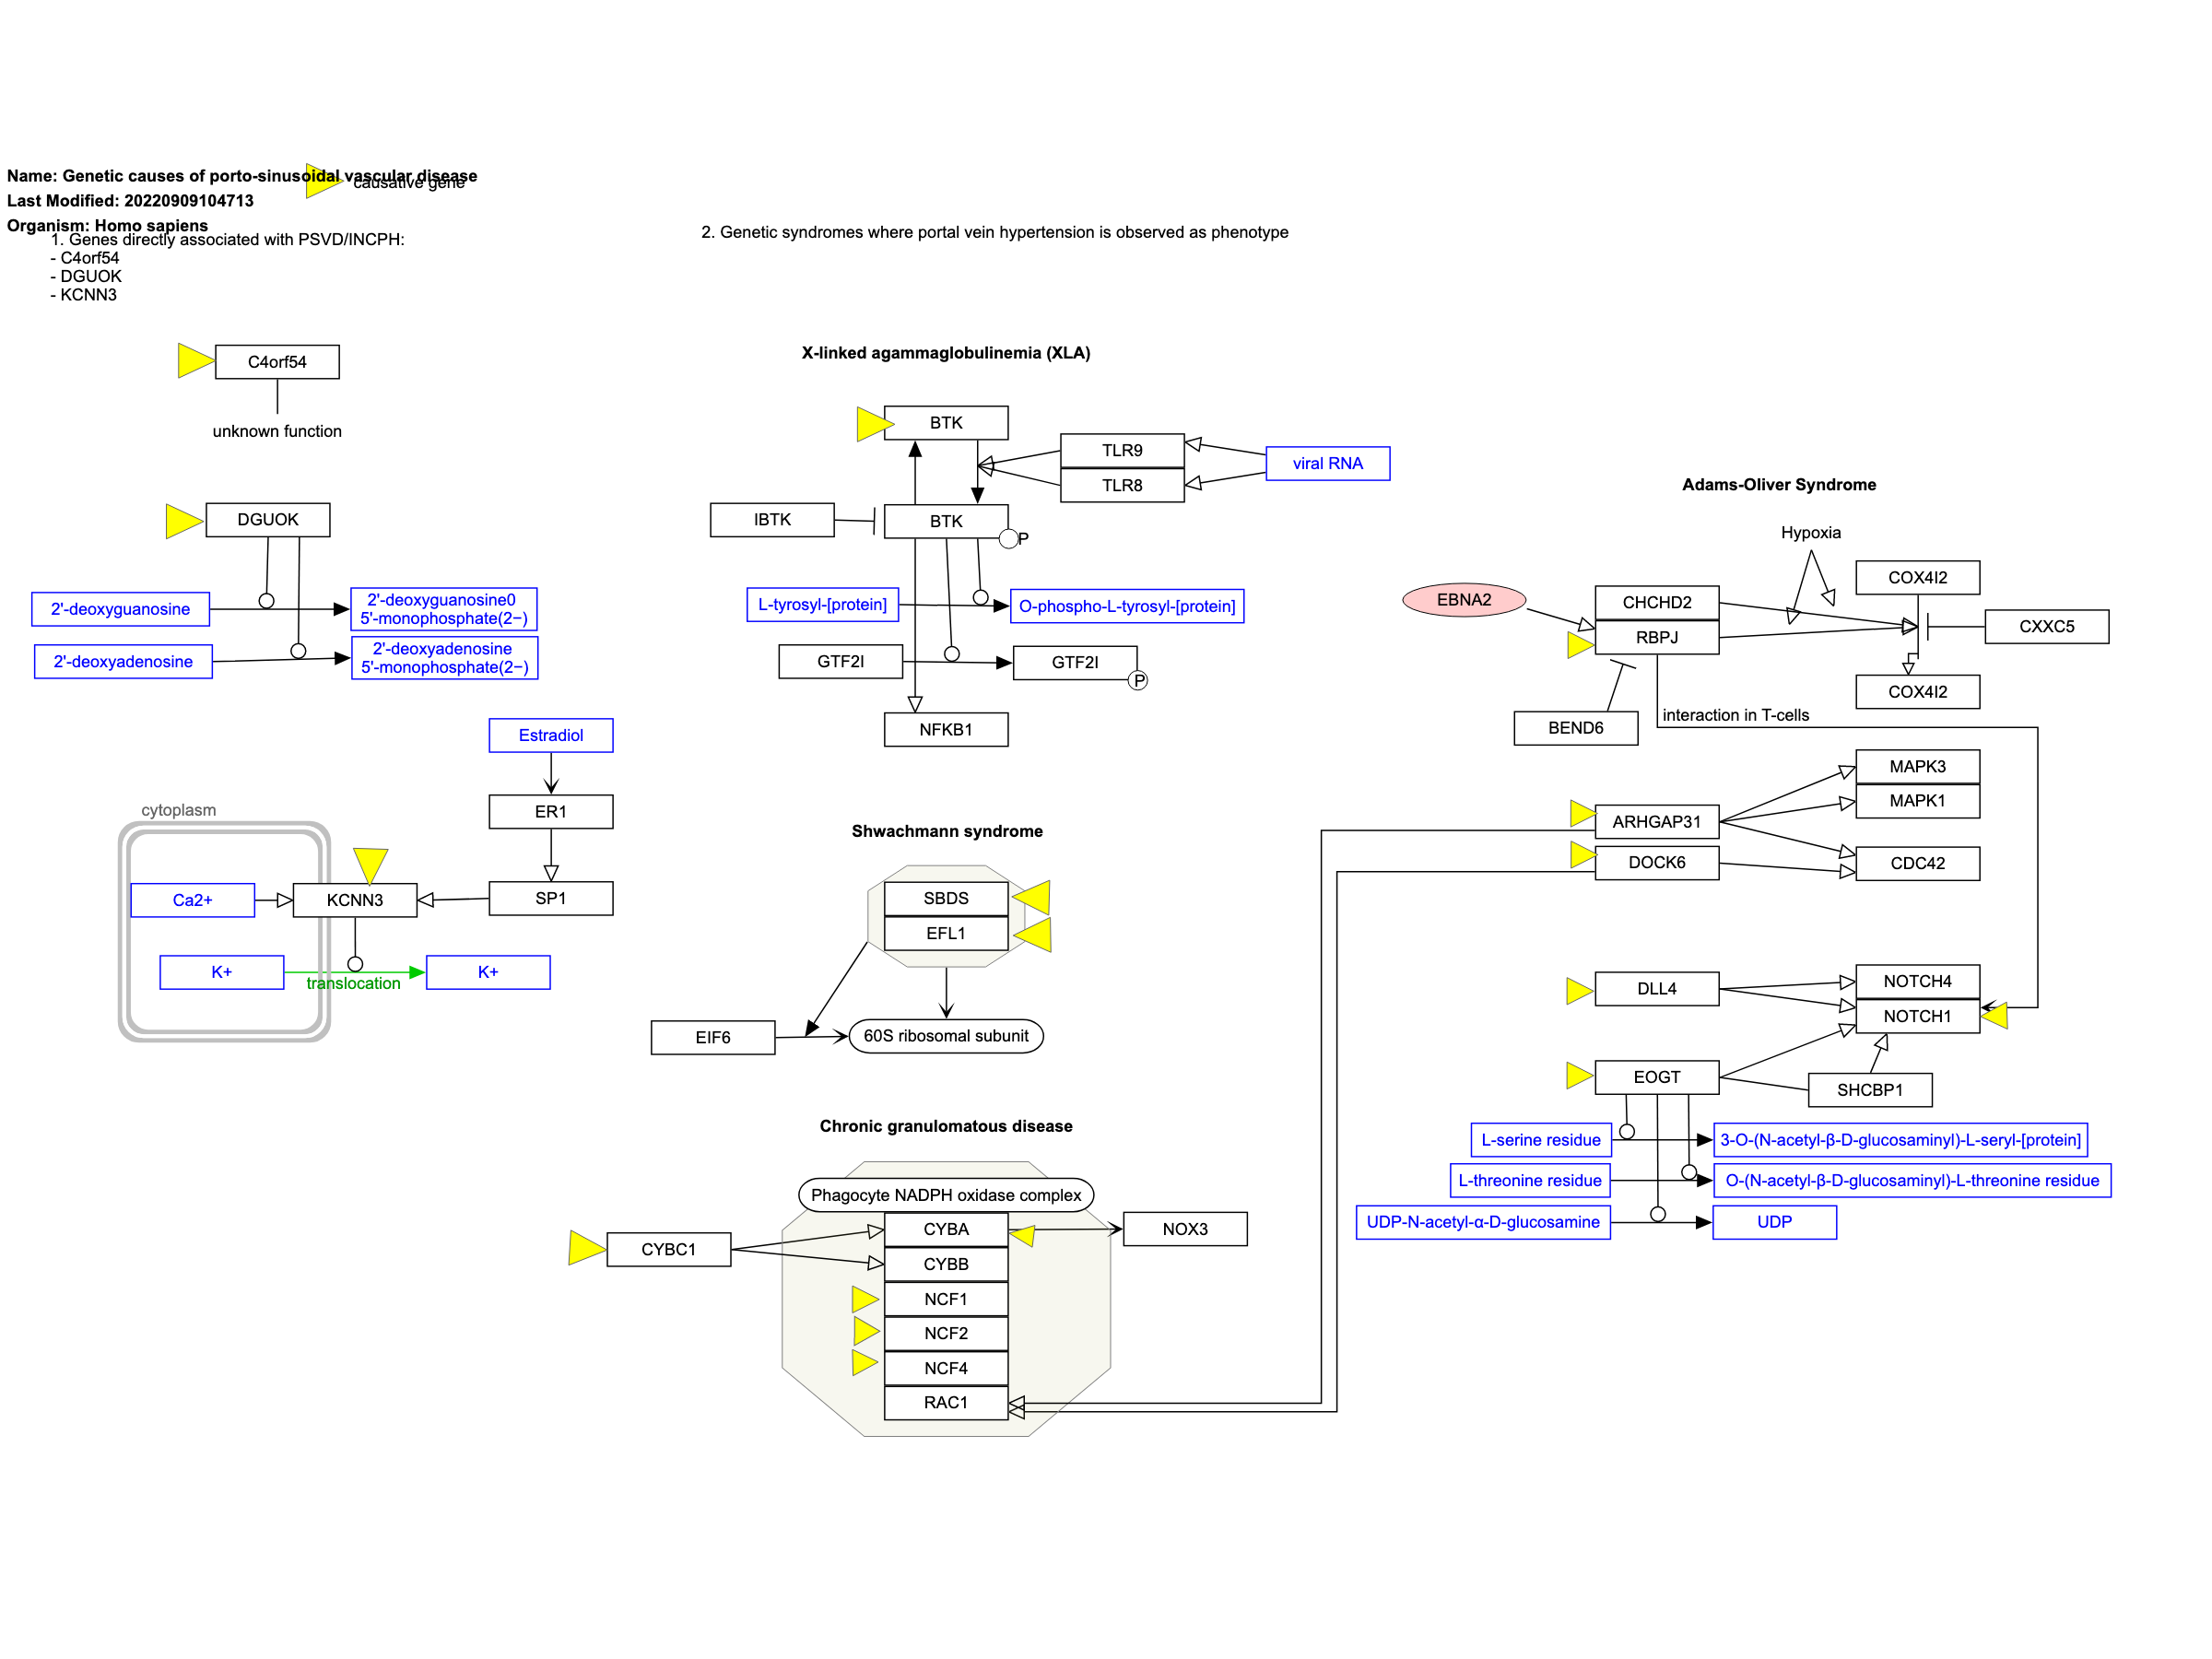 Name: Genetic causes of porto-sinusoidal vascular disease
causative gene
Last Modified: 20220909104713
Organism: Homo sapiens
1. Genes directly associated with PSVD/INCPH:
- C4orf54
- DGUOK
- KCNN3
2. Genetic syndromes where portal vein hypertension is observed as phenotype
C4orf54
unknown function
DGUOK
2'-deoxyguanosine
2'-deoxyguanosine0
5'-monophosphate(2−)
2'-deoxyadenosine
2'-deoxyadenosine
5'-monophosphate(2−)
Estradiol
ER1
SP1
cytoplasm
Ca2+
KCNN3
K+
translocation
K+
X-linked agammaglobulinemia (XLA)
BTK
TLR9
TLR8
viral RNA
IBTK
BTK
P
L-tyrosyl-[protein]
O-phospho-L-tyrosyl-[protein]
GTF2I
GTF2I
P
NFKB1
Shwachmann syndrome
SBDS
EFL1
EIF6
60S ribosomal subunit
Chronic granulomatous disease
Phagocyte NADPH oxidase complex
CYBC1
CYBA
CYBB
NCF1
NCF2
NCF4
RAC1
NOX3
Adams-Oliver Syndrome
Hypoxia
EBNA2
CHCHD2
RBPJ
COX4I2
CXXC5
COX4I2
BEND6
interaction in T-cells
MAPK3
MAPK1
ARHGAP31
DOCK6
CDC42
DLL4
NOTCH4
NOTCH1
EOGT
SHCBP1
L-serine residue
3-O-(N-acetyl-β-D-glucosaminyl)-L-seryl-[protein]
L-threonine residue
O-(N-acetyl-β-D-glucosaminyl)-L-threonine residue
UDP-N-acetyl-α-D-glucosamine
UDP